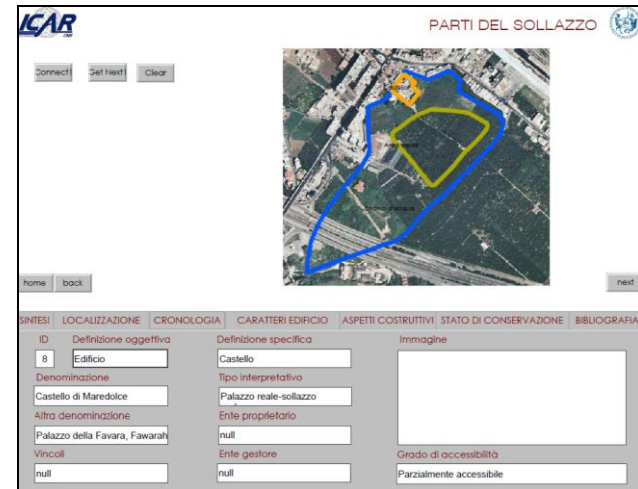 ICAR
CNR
PARTI DEL SOLLAZZO
Connect! Get Next! Clear
home back next
SINTESI LOCALIZZAZIONE CRONOLOGIA CARATTERI EDIFICIO ASPETTI COSTRUTTIVI STATO DI CONSERVAZIONE BIBLIOGRAFIA
ID Definizione oggettiva Definizione specifica Immagine
8 Edificio Castello
Denominazione Tipo interpretativo
Castello di Maredolce Palazzo reale-sollazzo
Altra denominazione Ente proprietario
Palazzo della Favara, Fawarah null
Vincoli Ente gestore Grado di accessibilità
null null Parzialmente accessibile